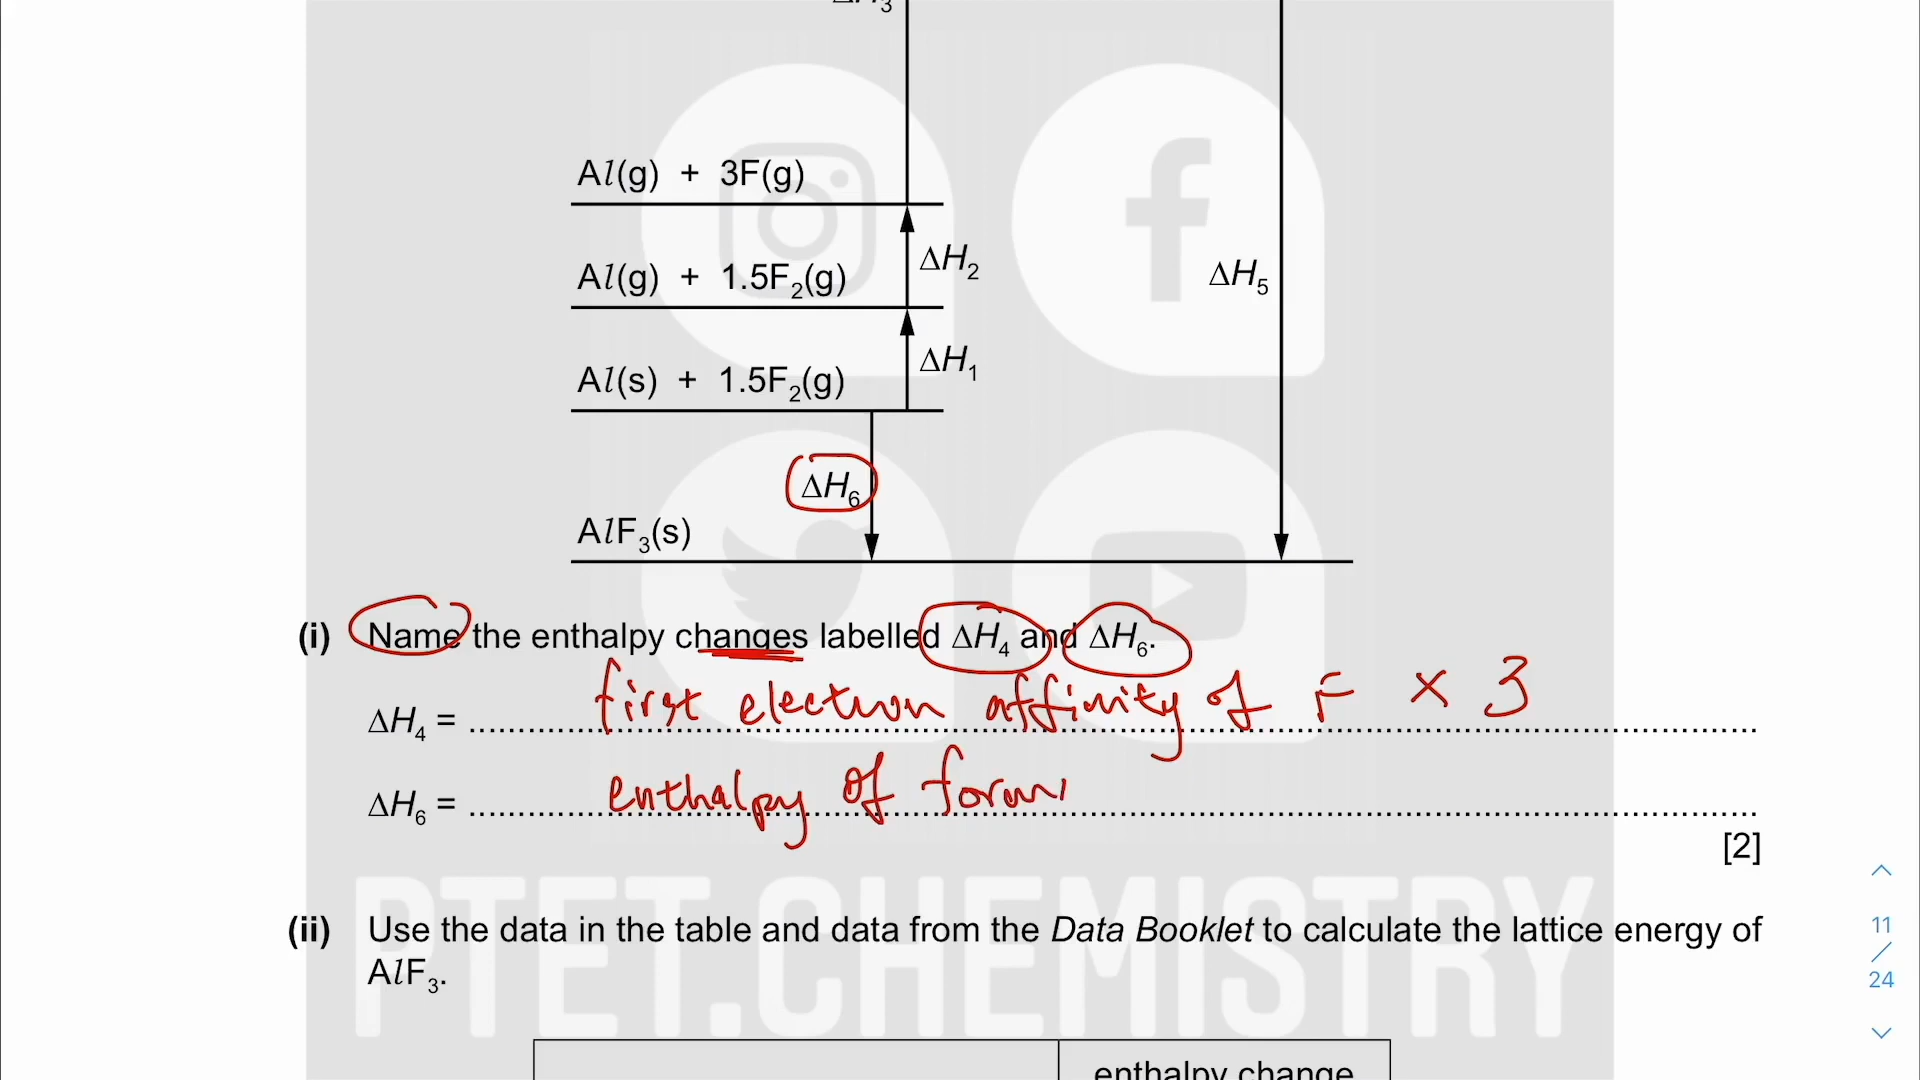 ΔH3
Al(g) + 3F(g)
ΔH2
Al(g) + 1.5F2(g)
ΔH5
ΔH1
Al(s) + 1.5F2(g)
ΔH6
AlF3(s)
(i) Name the enthalpy changes labelled ΔH4 and ΔH6.
ΔH4 = first electron affinity of F × 3
ΔH6 = enthalpy of form
[2]
PTET.CHEMISTRY
(ii) Use the data in the table and data from the Data Booklet to calculate the lattice energy of
AlF3.
enthalpy change
11
/
24